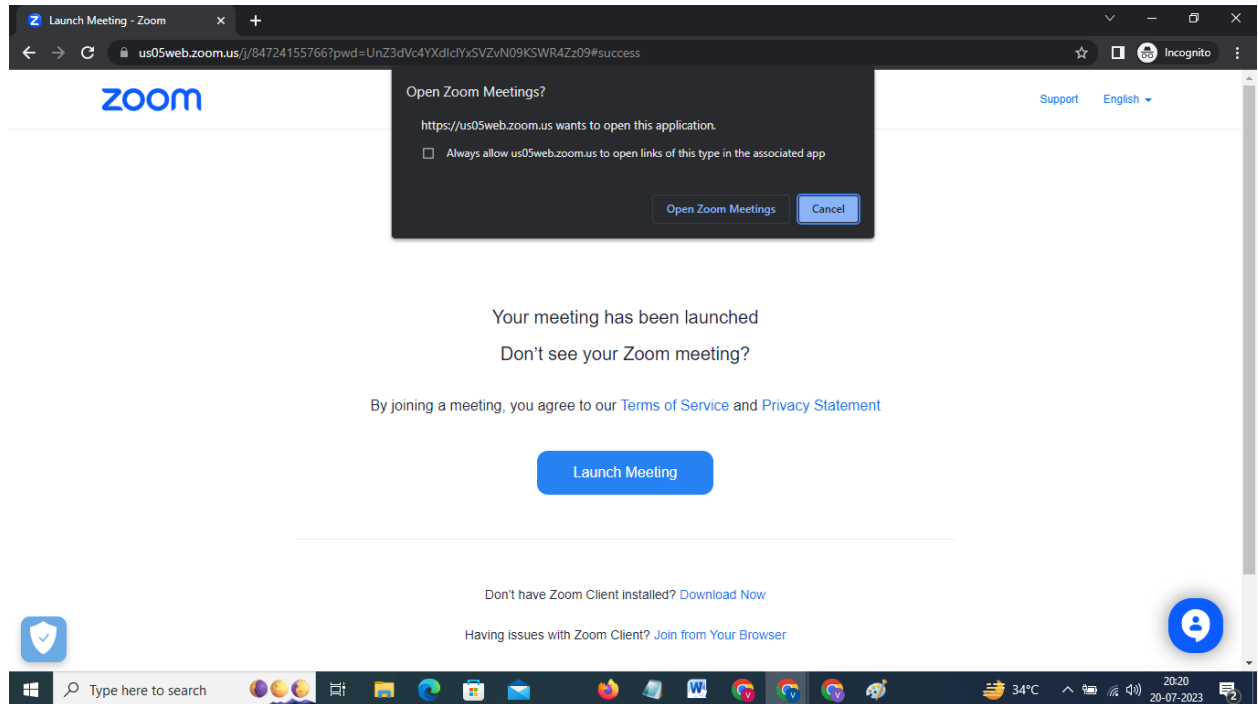 Launch Meeting - Zoom
us05web.zoom.us/j/84724155766?pwd=UnZ3dVc4YXdIclYxSVZvN09KSWR4Zz09#success
Incognito
zoom
Support English
Open Zoom Meetings?
https://us05web.zoom.us wants to open this application.
Always allow us05web.zoom.us to open links of this type in the associated app
Open Zoom Meetings Cancel
Your meeting has been launched
Don't see your Zoom meeting?
By joining a meeting, you agree to our Terms of Service and Privacy Statement
Launch Meeting
Don't have Zoom Client installed? Download Now
Having issues with Zoom Client? Join from Your Browser
Type here to search
34°C
20:20
20-07-2023
2